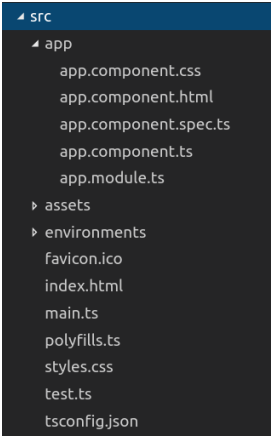 src
app
app.component.css
app.component.html
app.component.spec.ts
app.component.ts
app.module.ts
assets
environments
favicon.ico
index.html
main.ts
polyfills.ts
styles.css
test.ts
tsconfig.json